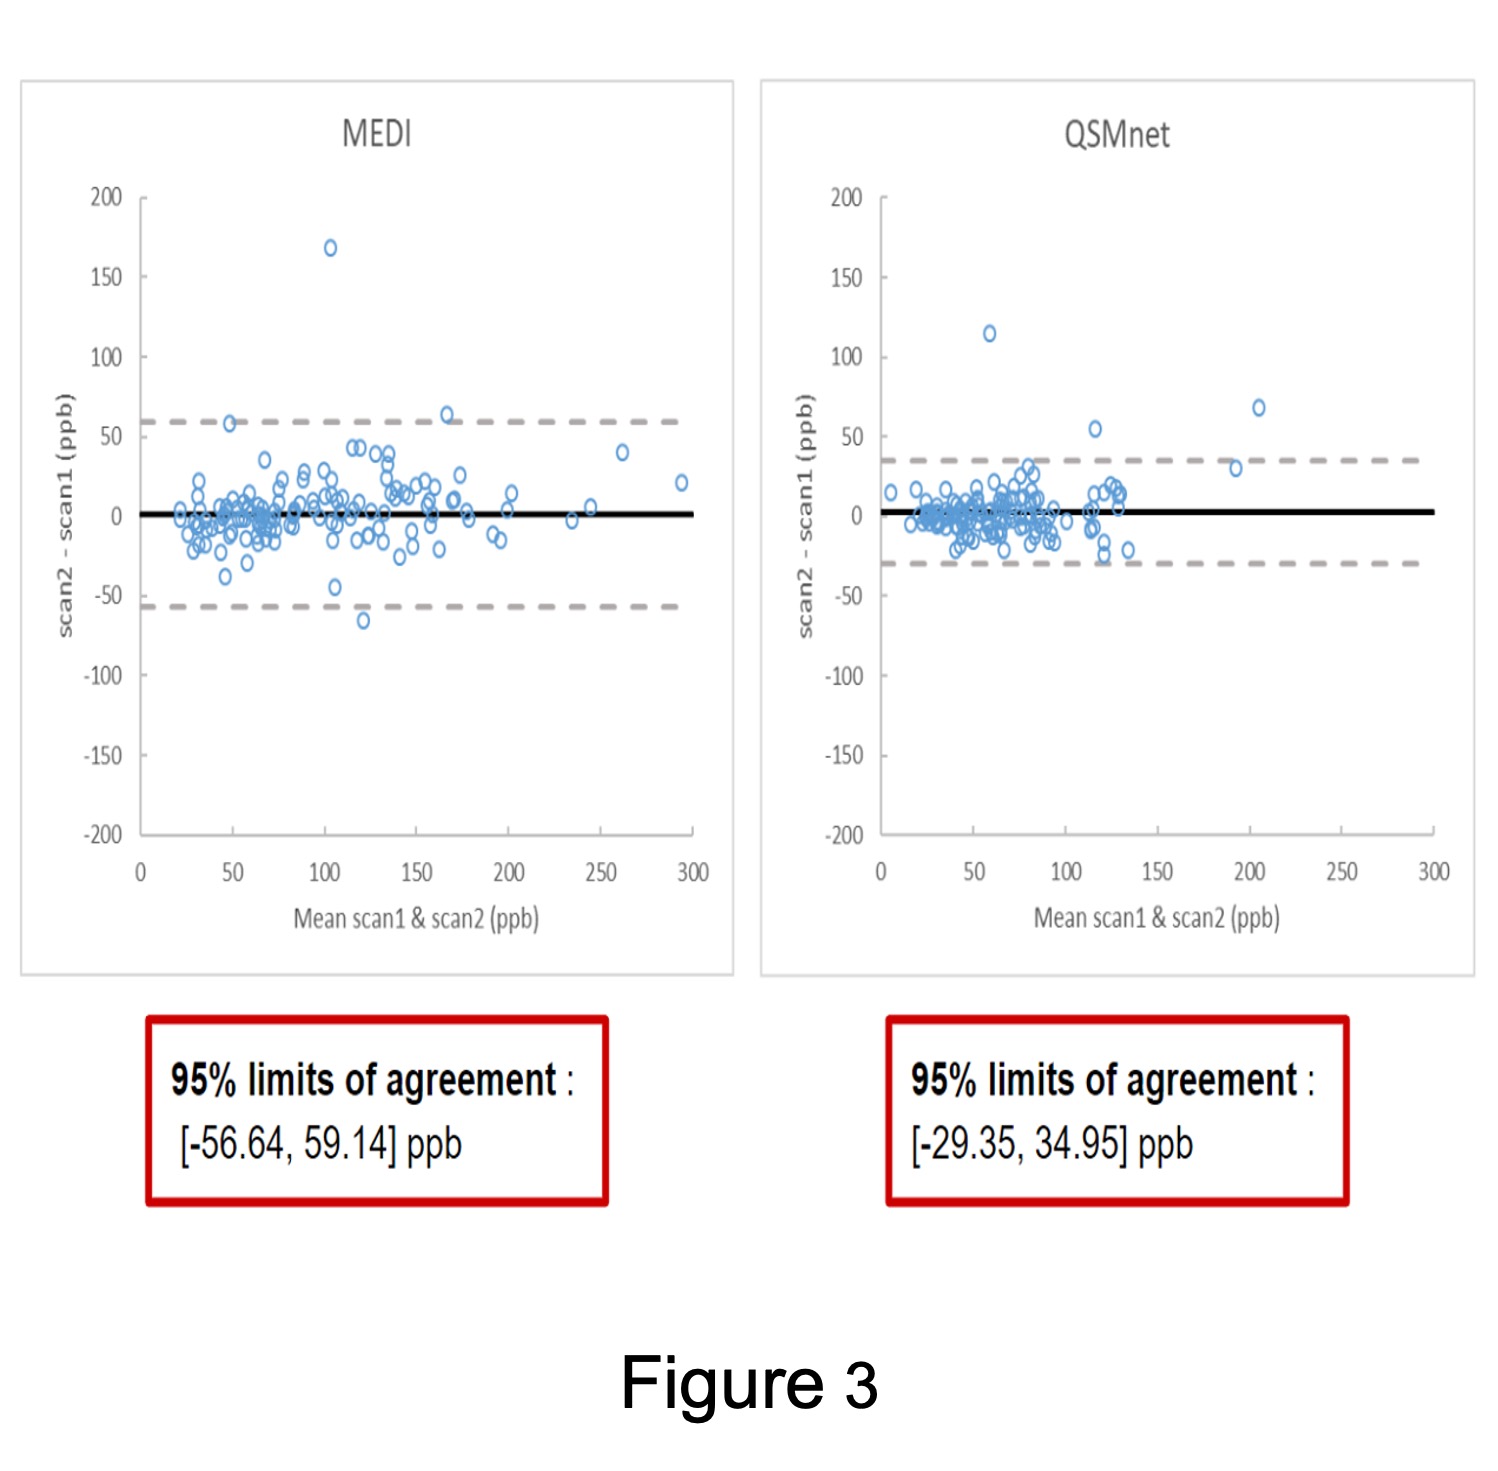 MEDI
200
150
100
50
0
-50
-100
-150
-200
scan2 - scan1 (ppb)
0 50 100 150 200 250 300
Mean scan1 & scan2 (ppb)
QSMnet
200
150
100
50
0
-50
-100
-150
-200
scan2 - scan1 (ppb)
0 50 100 150 200 250 300
Mean scan1 & scan2 (ppb)
95% limits of agreement :
[-56.64, 59.14] ppb
95% limits of agreement :
[-29.35, 34.95] ppb
Figure 3